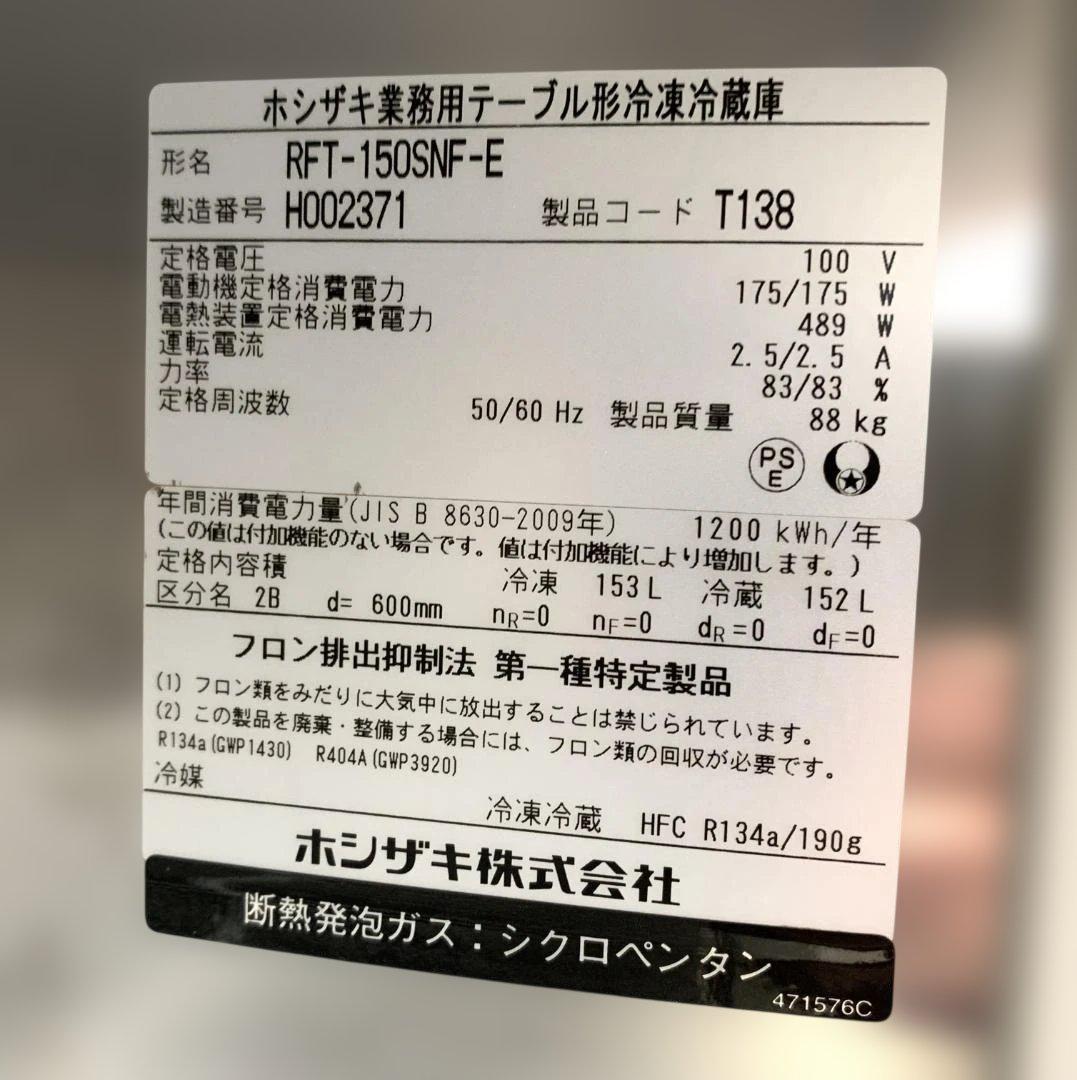 ホシザキ業務用テーブル形冷凍冷蔵庫
形名 RFT-150SNF-E
製造番号 H002371 製品コード T138
定格電圧 100 V
電動機定格消費電力 175/175 W
電熱装置定格消費電力 489 W
運転電流 2.5/2.5 A
力率 83/83 %
定格周波数 50/60 Hz 製品質量 88 kg
PSE
年間消費電力量(JIS B 8630-2009年) 1200 kWh/年
(この値は付加機能のない場合です。値は付加機能により増加します。)
定格内容積 冷凍 153 L 冷蔵 152 L
区分名 2B d= 600mm nR=0 nF=0 dR=0 dF=0
フロン排出抑制法 第一種特定製品
(1) フロン類をみだりに大気中に放出することは禁じられています。
(2) この製品を廃棄・整備する場合には、フロン類の回収が必要です。
R134a(GWP1430) R404A(GWP3920)
冷媒
冷凍冷蔵 HFC R134a/190g
ホシザキ株式会社
断熱発泡ガス：シクロペンタン
471576C